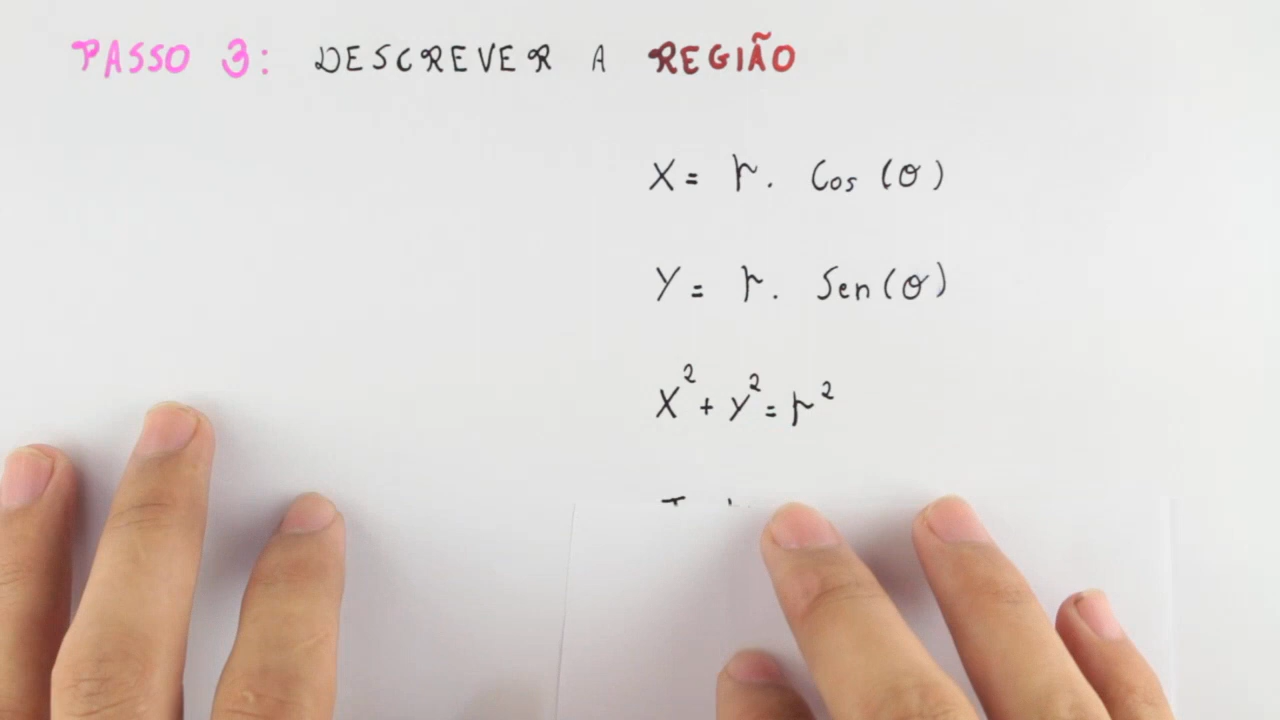 PASSO 3: DESCREVER A REGIÃO
X = r. Cos (θ)
Y = r. Sen (θ)
X² + Y² = r²